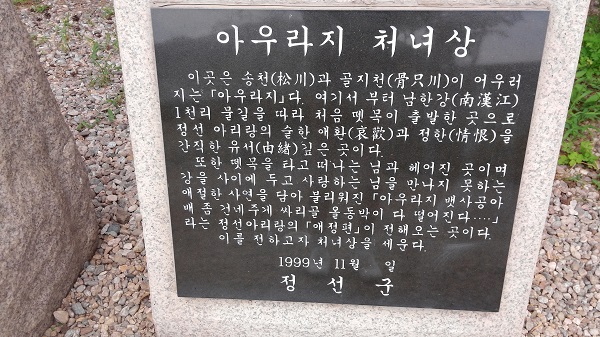 아우라지 처녀상
이곳은 송천(松川)과 골지천(骨只川)이 어우러
지는 「아우라지」다. 여기서 부터 남한강(南漢江)
1천리 물길을 따라 처음 뗏목이 출발한 곳으로
정선 아리랑의 숱한 애환(哀歡)과 정한(情恨)을
간직한 유서(由緖)깊은 곳이다.
또한 뗏목을 타고 떠나는 님과 헤어진 곳이며
강을 사이에 두고 사랑하는 님을 만나지 못하는
애절한 사연을 담아 불리워진 「아우라지 뱃사공아
배 좀 건네주게 싸리골 올동박이 다 떨어진다....」
라는 정선아리랑의 「애정편」이 전해오는 곳이다.
이를 전하고자 처녀상을 세운다.
1999년 11월 일
정 선 군